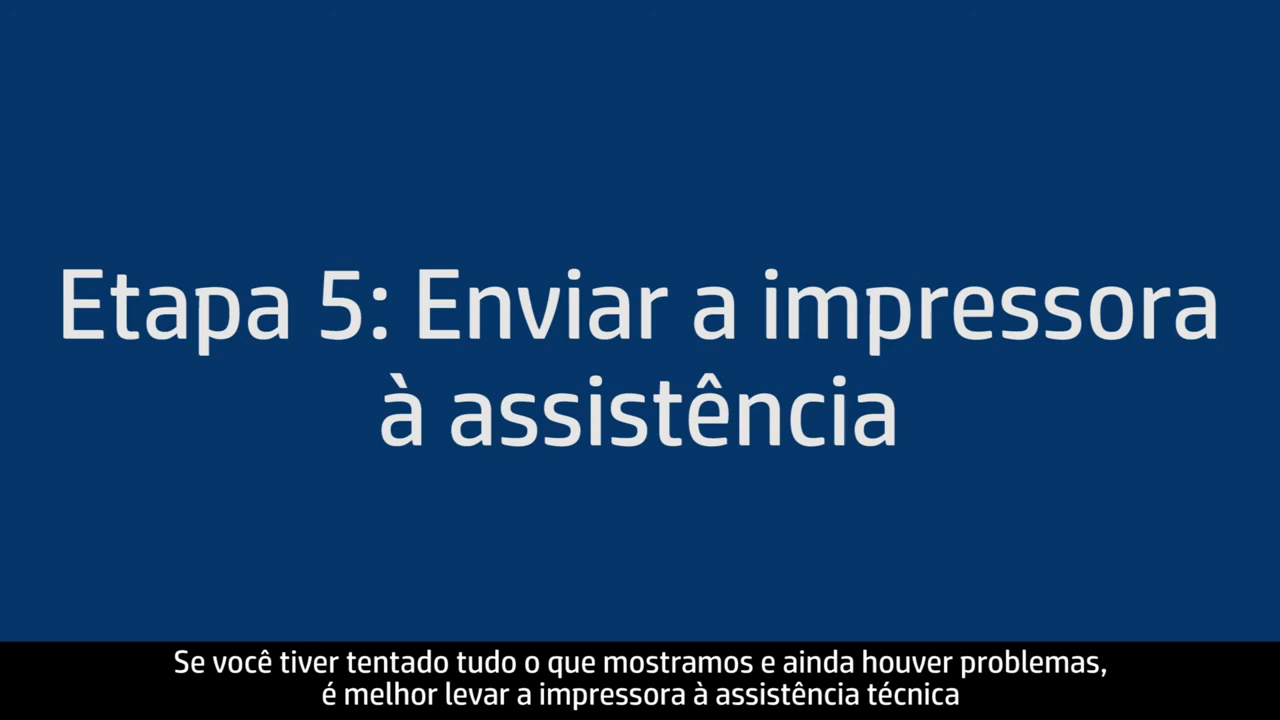 Etapa 5: Enviar a impressora
à assistência
Se você tiver tentado tudo o que mostramos e ainda houver problemas,
é melhor levar a impressora à assistência técnica